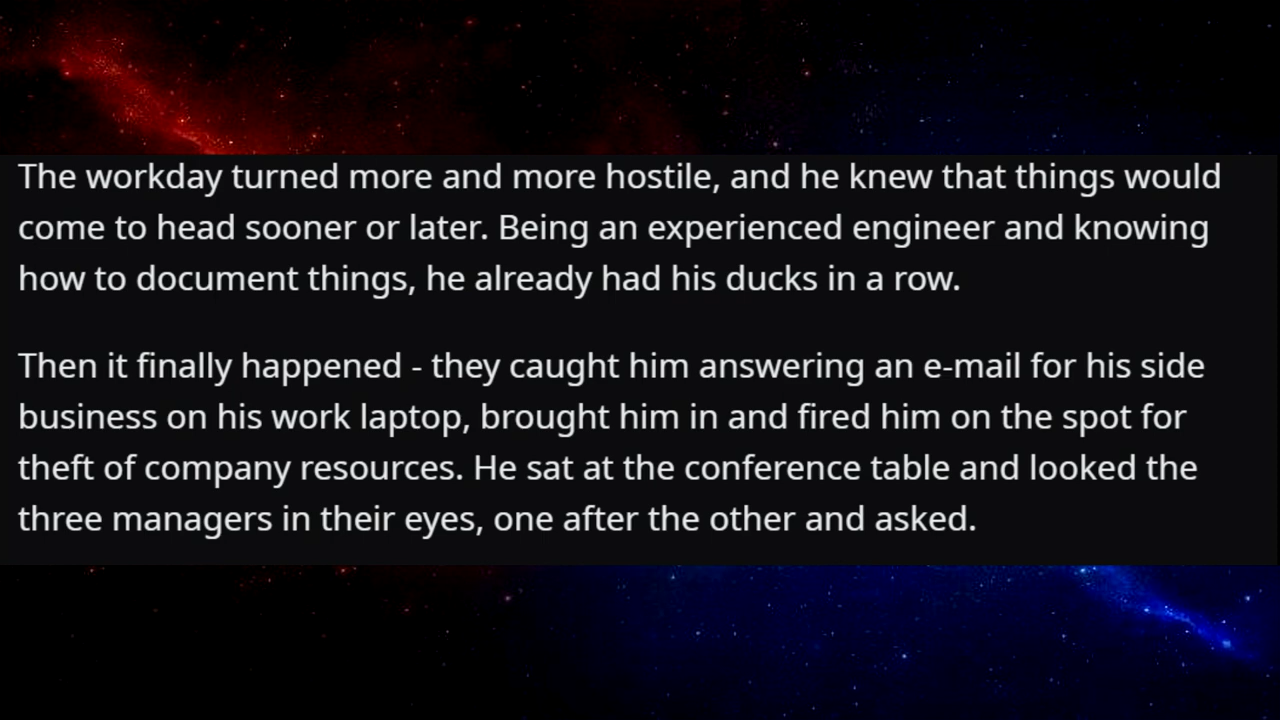 The workday turned more and more hostile, and he knew that things would
come to head sooner or later. Being an experienced engineer and knowing
how to document things, he already had his ducks in a row.
Then it finally happened - they caught him answering an e-mail for his side
business on his work laptop, brought him in and fired him on the spot for
theft of company resources. He sat at the conference table and looked the
three managers in their eyes, one after the other and asked.